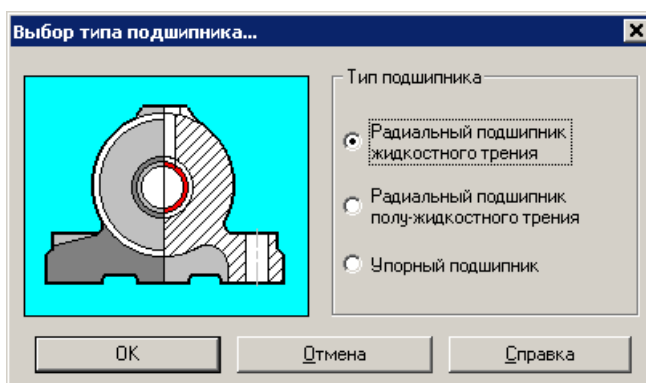 Выбор типа подшипника...
Тип подшипника
Радиальный подшипник
жидкостного трения
Радиальный подшипник
полу-жидкостного трения
Упорный подшипник
OK
Отмена
Справка